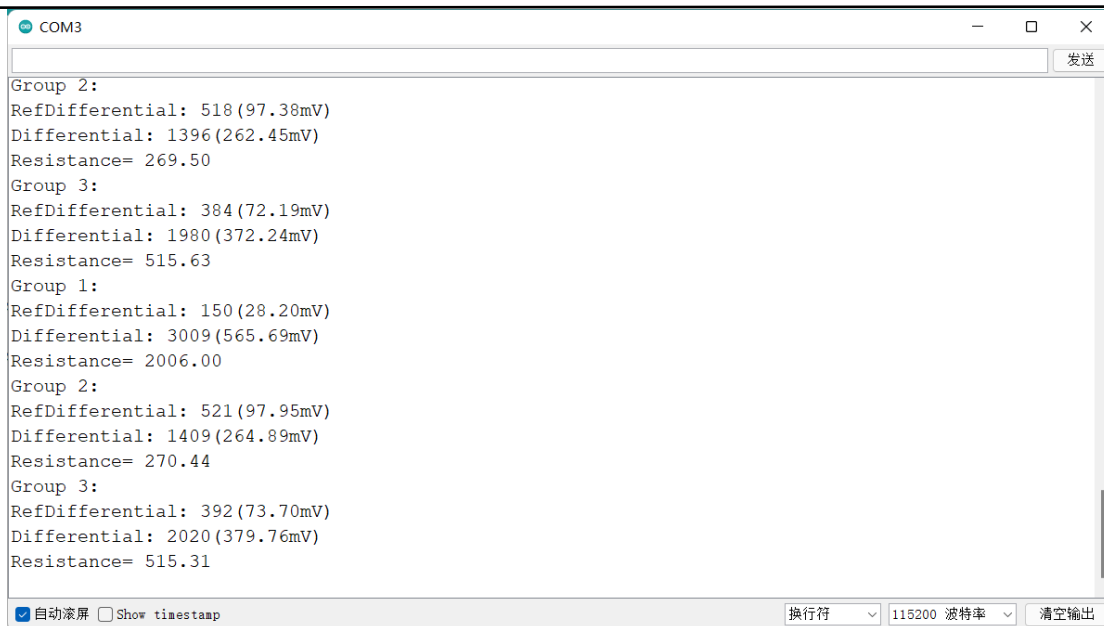 COM3
发送
Group 2:
RefDifferential: 518(97.38mV)
Differential: 1396(262.45mV)
Resistance= 269.50
Group 3:
RefDifferential: 384(72.19mV)
Differential: 1980(372.24mV)
Resistance= 515.63
Group 1:
RefDifferential: 150(28.20mV)
Differential: 3009(565.69mV)
Resistance= 2006.00
Group 2:
RefDifferential: 521(97.95mV)
Differential: 1409(264.89mV)
Resistance= 270.44
Group 3:
RefDifferential: 392(73.70mV)
Differential: 2020(379.76mV)
Resistance= 515.31
自动滚屏 Show timestamp 换行符 115200 波特率 清空输出